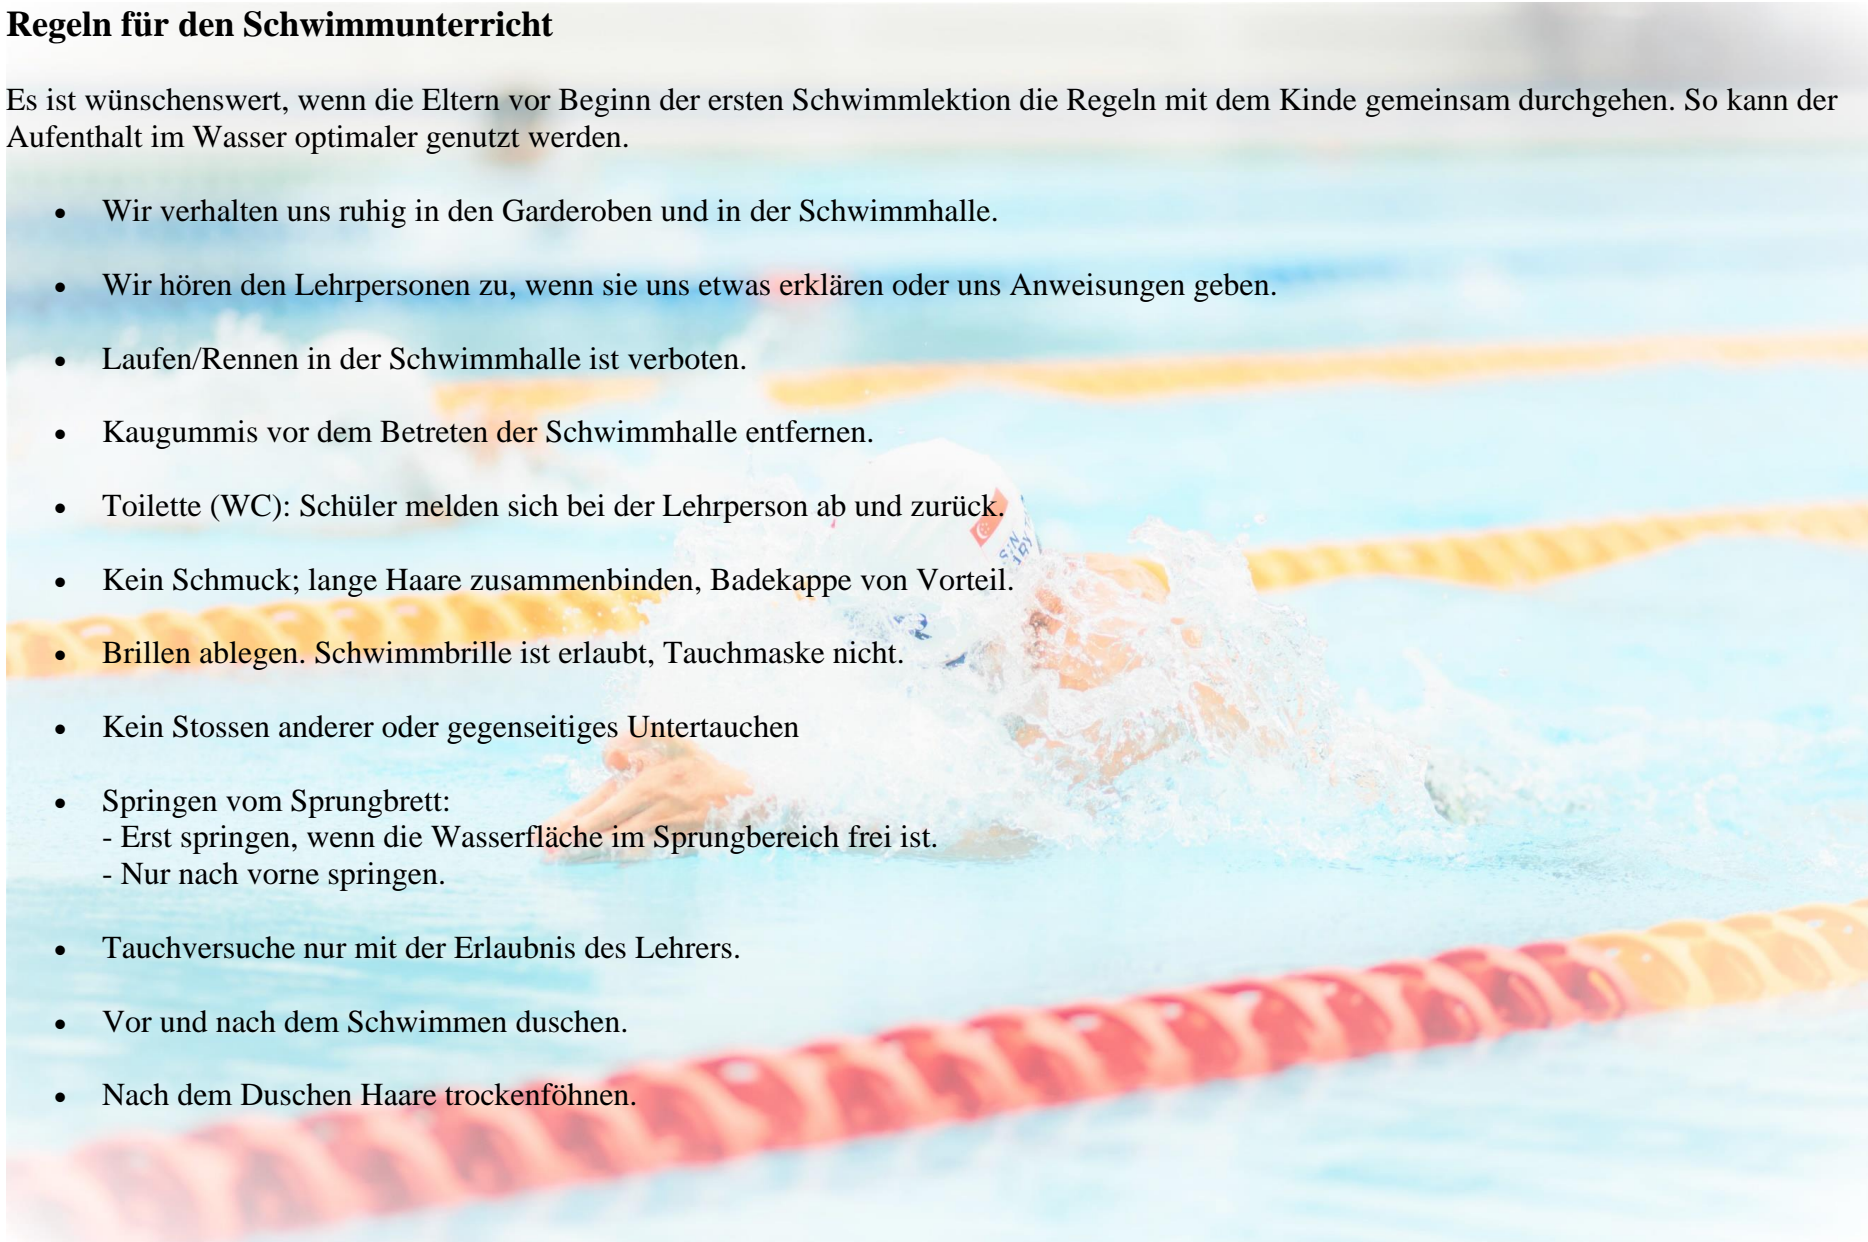 Regeln für den Schwimmunterricht
Es ist wünschenswert, wenn die Eltern vor Beginn der ersten Schwimmlektion die Regeln mit dem Kinde gemeinsam durchgehen. So kann der
Aufenthalt im Wasser optimaler genutzt werden.
• Wir verhalten uns ruhig in den Garderoben und in der Schwimmhalle.
• Wir hören den Lehrpersonen zu, wenn sie uns etwas erklären oder uns Anweisungen geben.
• Laufen/Rennen in der Schwimmhalle ist verboten.
• Kaugummis vor dem Betreten der Schwimmhalle entfernen.
• Toilette (WC): Schüler melden sich bei der Lehrperson ab und zurück.
• Kein Schmuck; lange Haare zusammenbinden, Badekappe von Vorteil.
• Brillen ablegen. Schwimmbrille ist erlaubt, Tauchmaske nicht.
• Kein Stossen anderer oder gegenseitiges Untertauchen
• Springen vom Sprungbrett:
- Erst springen, wenn die Wasserfläche im Sprungbereich frei ist.
- Nur nach vorne springen.
• Tauchversuche nur mit der Erlaubnis des Lehrers.
• Vor und nach dem Schwimmen duschen.
• Nach dem Duschen Haare trockenföhnen.